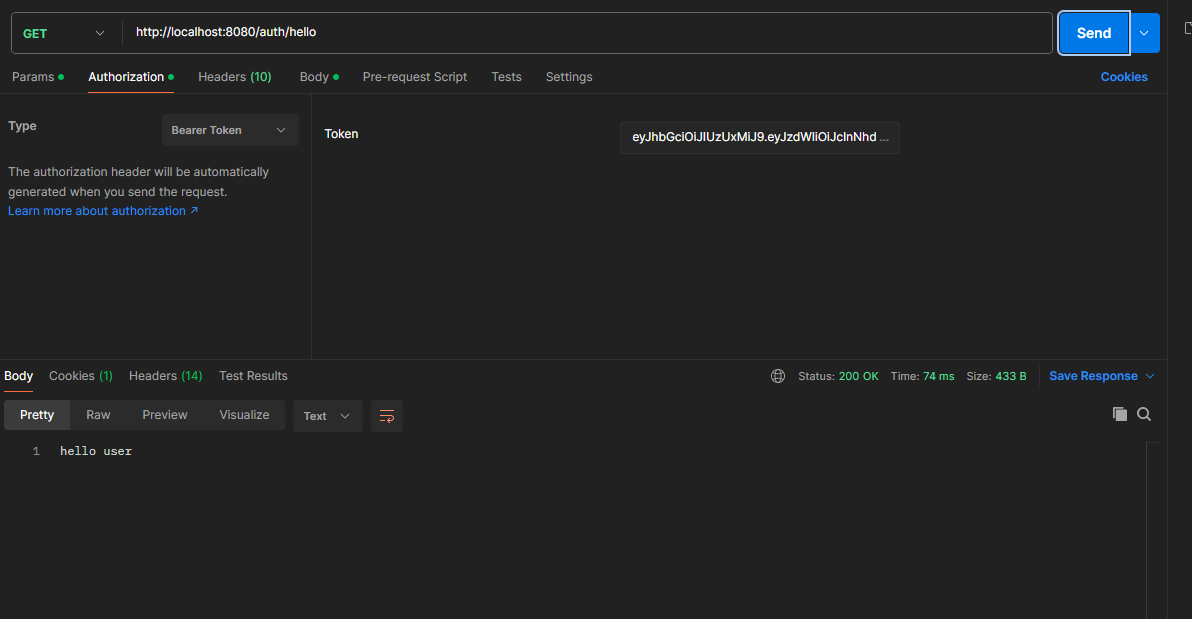 GET http://localhost:8080/auth/hello Send
Params Authorization Headers (10) Body Pre-request Script Tests Settings Cookies
Type Bearer Token Token eyJhbGciOiJIUzUxMiJ9.eyJzdWIiOiJcInNhd ...
The authorization header will be automatically
generated when you send the request.
Learn more about authorization ↗
Body Cookies (1) Headers (14) Test Results Status: 200 OK Time: 74 ms Size: 433 B Save Response
Pretty Raw Preview Visualize Text
1 hello user